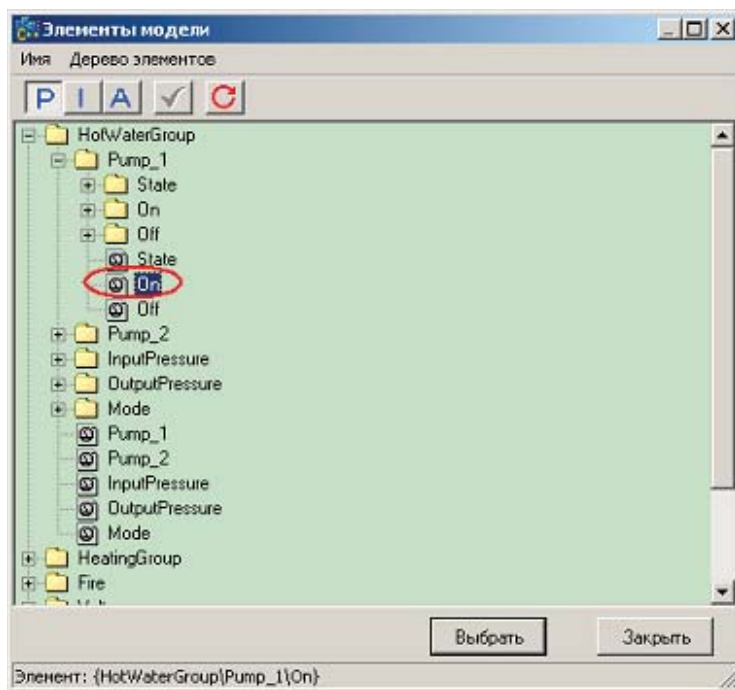 Элементы модели
Имя Дерево элементов
P I A
HotWaterGroup
Pump_1
State
On
Off
State
On
Off
Pump_2
InputPressure
OutputPressure
Mode
Pump_1
Pump_2
InputPressure
OutputPressure
Mode
HeatingGroup
Fire
Выбрать Закрыть
Элемент: {HotWaterGroup\Pump_1\On}